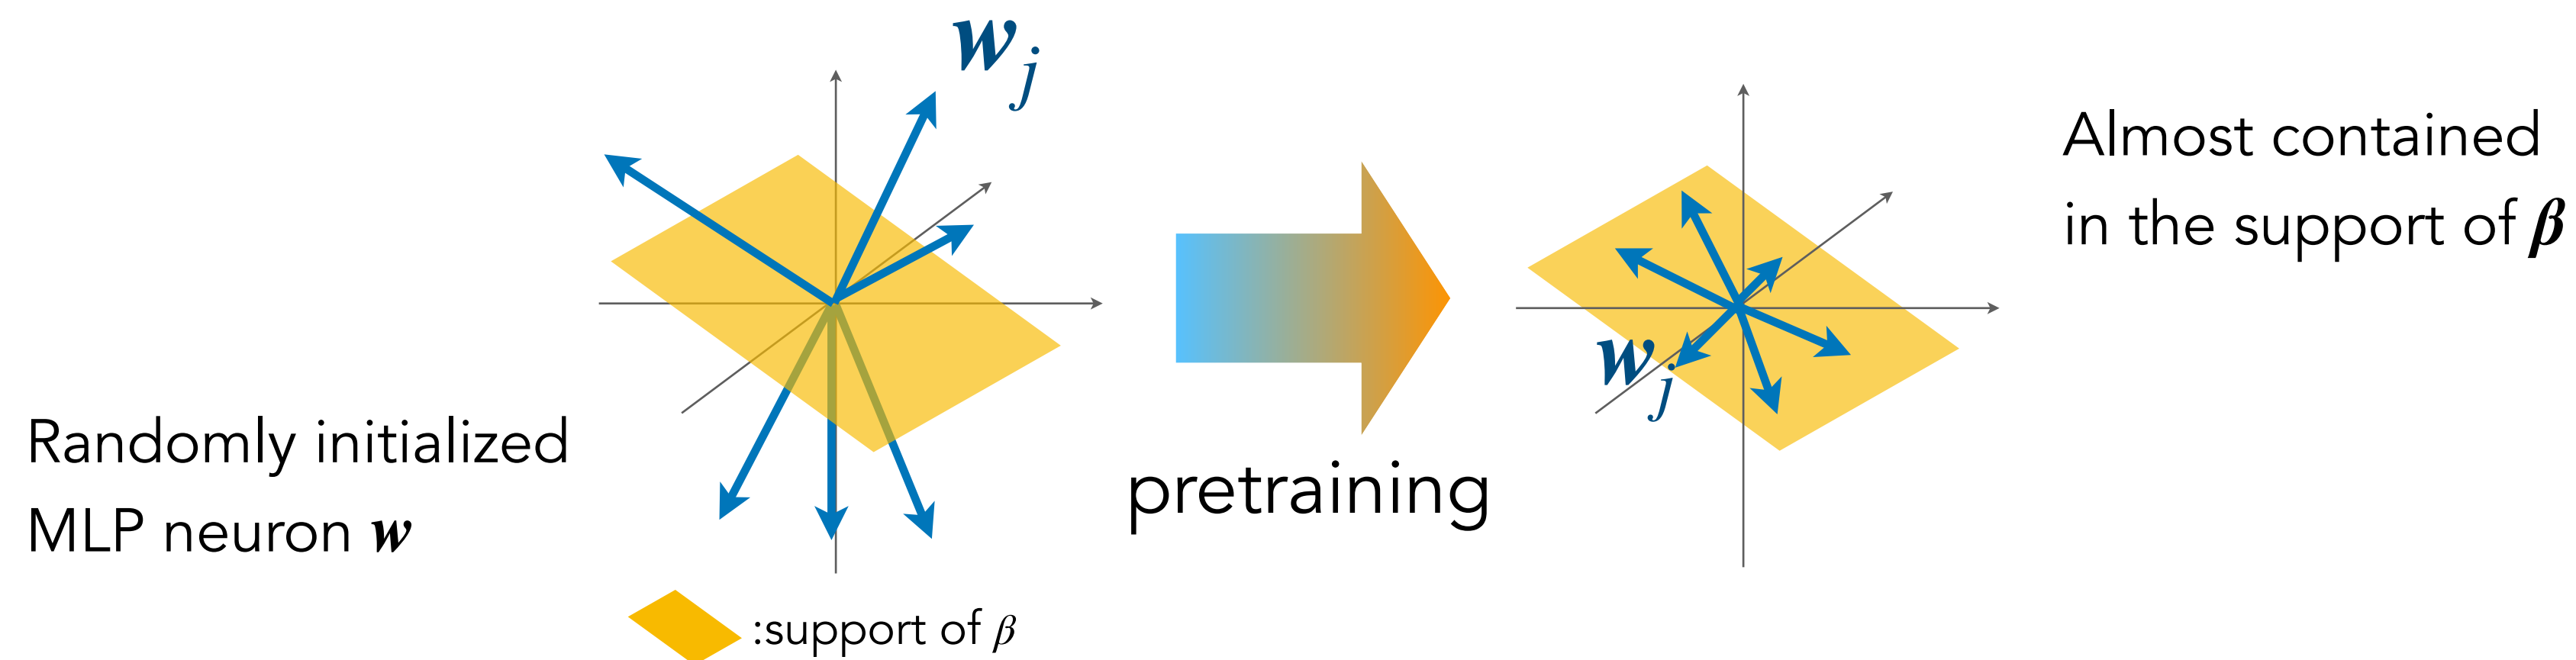 w_j
Randomly initialized
MLP neuron w
:support of β
pretraining
w_j
Almost contained
in the support of β